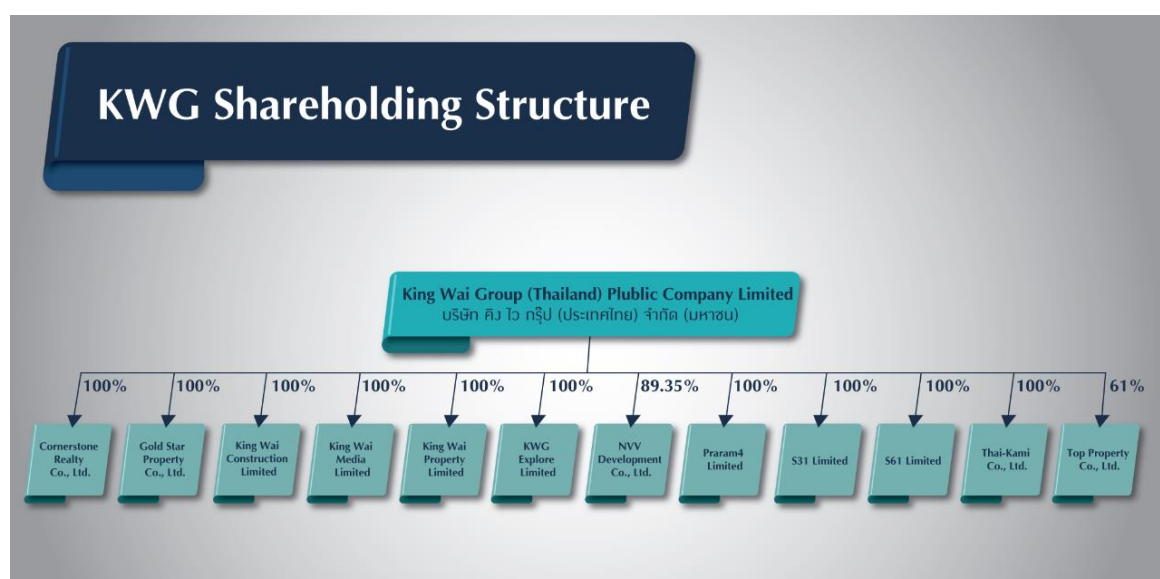 KWG Shareholding Structure
King Wai Group (Thailand) Plublic Company Limited
บริษัท คิง ไว กรุ๊ป (ประเทศไทย) จำกัด (มหาชน)
100% 100% 100% 100% 100% 100% 89.35% 100% 100% 100% 100% 61%
Cornerstone
Realty
Co., Ltd.
Gold Star
Property
Co., Ltd.
King Wai
Construction
Limited
King Wai
Media
Limited
King Wai
Property
Limited
KWG
Explore
Limited
NVV
Development
Co., Ltd.
Praram4
Limited
S31 Limited
S61 Limited
Thai-Kami
Co., Ltd.
Top Property
Co., Ltd.